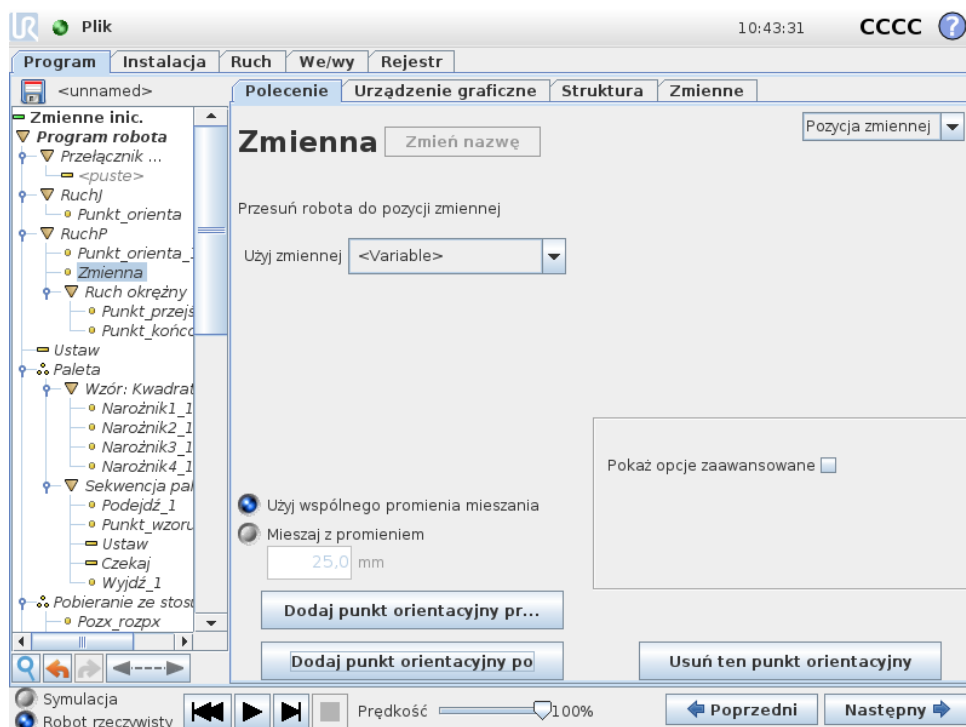 UR Plik 10:43:31 CCCC ?
Program Instalacja Ruch We/wy Rejestr
<unnamed>
Polecenie Urządzenie graficzne Struktura Zmienne
Zmienne inic.
Program robota
Przełącznik ...
<puste>
RuchJ
Punkt_orienta
RuchP
Punkt_orienta_
Zmienna
Ruch okrężny
Punkt_przejś
Punkt_końco
Ustaw
Paleta
Wzór: Kwadrat
Narożnik1_1
Narożnik2_1
Narożnik3_1
Narożnik4_1
Sekwencja pal
Podejdź_1
Punkt_wzoru
Ustaw
Czekaj
Wyjdź_1
Pobieranie ze stosu
Pozx_rozpx
Zmienna Zmień nazwę
Pozycja zmiennej
Przesuń robota do pozycji zmiennej
Użyj zmiennej <Variable>
Pokaż opcje zaawansowane
Użyj wspólnego promienia mieszania
Mieszaj z promieniem
25,0 mm
Dodaj punkt orientacyjny pr...
Dodaj punkt orientacyjny po
Usuń ten punkt orientacyjny
Symulacja
Robot rzeczywisty
Prędkość 100%
Poprzedni Następny